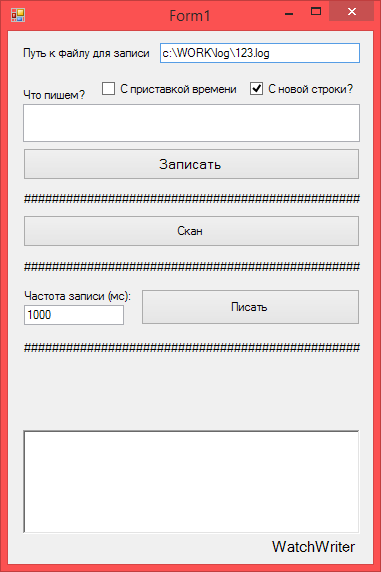 Form1
Путь к файлу для записи c:\WORK\log\123.log
Что пишем? С приставкой времени С новой строки?
Записать
################################################
Скан
################################################
Частота записи (мс):
1000 Писать
################################################
WatchWriter